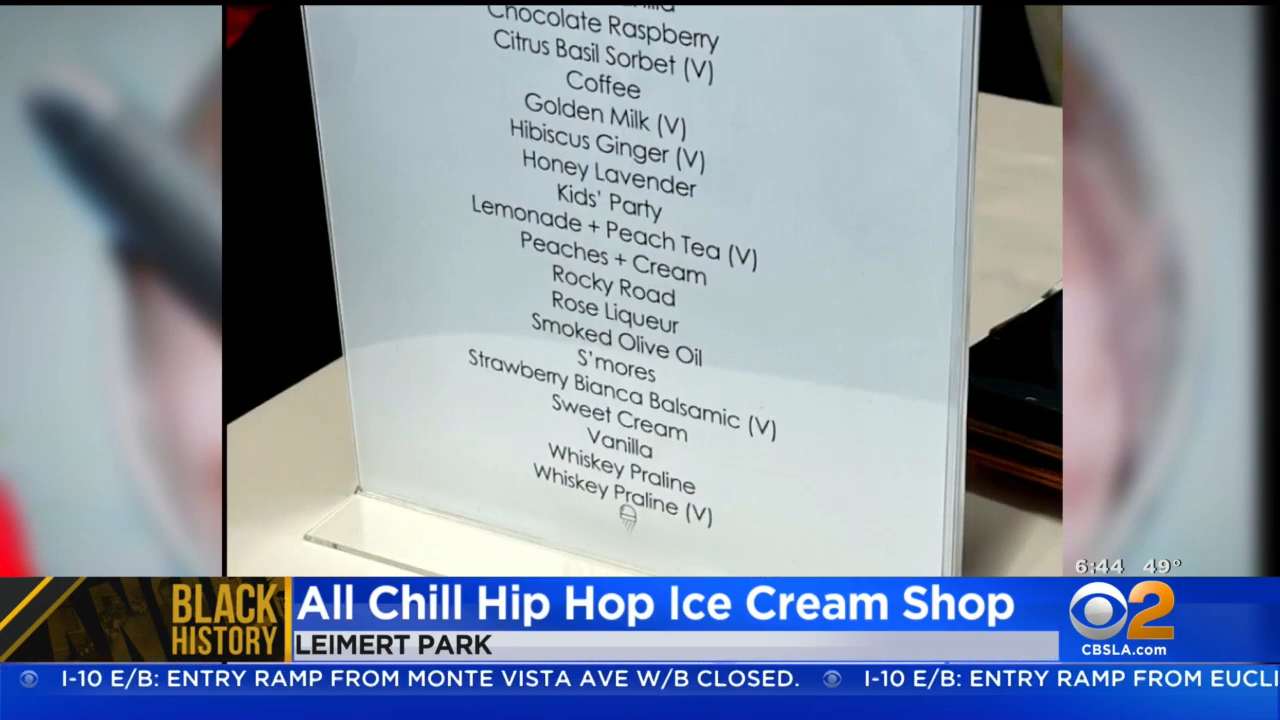 Chocolate Raspberry
Citrus Basil Sorbet (V)
Coffee
Golden Milk (V)
Hibiscus Ginger (V)
Honey Lavender
Kids' Party
Lemonade + Peach Tea (V)
Peaches + Cream
Rocky Road
Rose Liqueur
Smoked Olive Oil
S'mores
Strawberry Bianca Balsamic (V)
Sweet Cream
Vanilla
Whiskey Praline
Whiskey Praline (V)
6:44 49°
BLACK
HISTORY
All Chill Hip Hop Ice Cream Shop
LEIMERT PARK
2
CBSLA.com
I-10 E/B: ENTRY RAMP FROM MONTE VISTA AVE W/B CLOSED. I-10 E/B: ENTRY RAMP FROM EUCLI